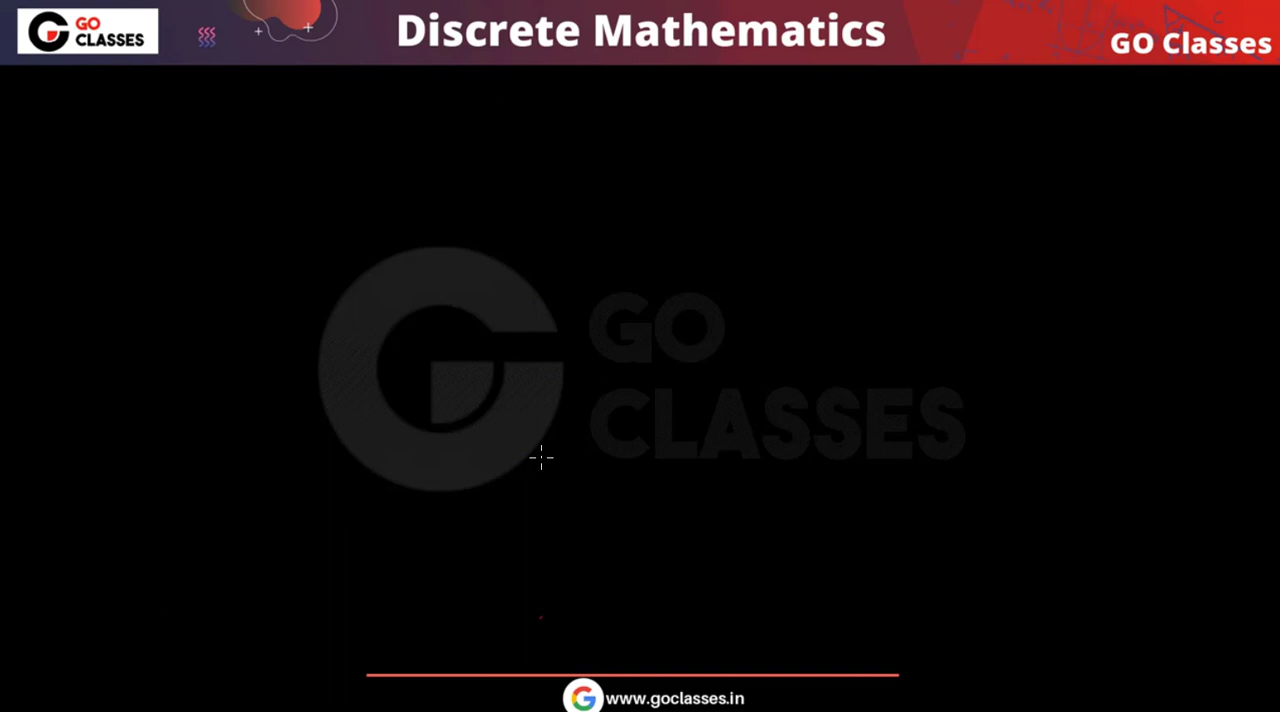 GO
CLASSES
Discrete Mathematics
GO Classes
GO
CLASSES
www.goclasses.in